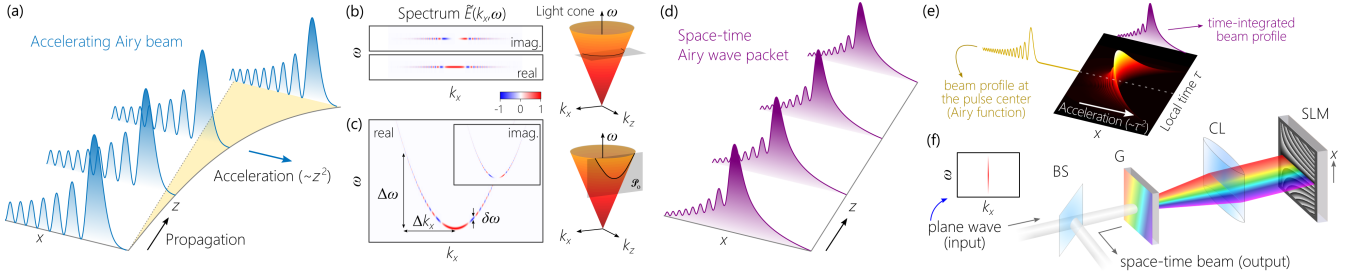 (a)
Accelerating Airy beam
x
z
Acceleration (~z²)
Propagation
(b)
Spectrum Ẽ(kₓ,ω)
Light cone
ω
imag.
ω
real
kₓ
-1 0 1
kₓ
k_z
(c)
real
imag.
ω
Δω
Δkₓ
δω
kₓ
ω
𝒫ₐ
kₓ
k_z
(d)
Space-time
Airy wave packet
x
z
(e)
time-integrated
beam profile
beam profile at
the pulse center
(Airy function)
Acceleration (~τ²)
x
Local time τ
(f)
ω
kₓ
plane wave
(input)
BS
G
CL
SLM
x
space-time beam (output)